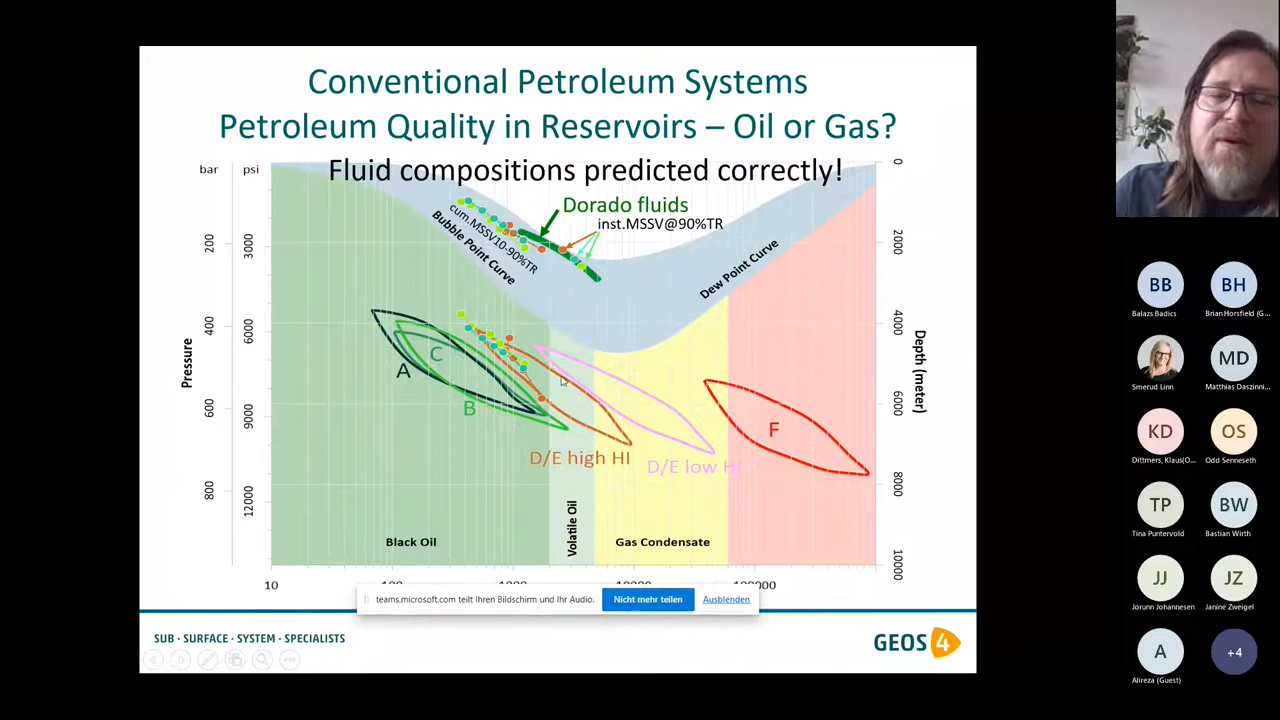 Conventional Petroleum Systems
Petroleum Quality in Reservoirs – Oil or Gas?
Fluid compositions predicted correctly!
bar
psi
0
Dorado fluids
inst.MSSV@90%TR
cum.MSSV10-90%TR
Bubble Point Curve
Dew Point Curve
200
3000
2000
400
6000
4000
Pressure
Depth (meter)
C
A
B
600
9000
6000
F
D/E high HI
D/E low HI
800
12000
8000
Volatile Oil
Black Oil
Gas Condensate
10000
10
100
1000
10000
100000
teams.microsoft.com teilt Ihren Bildschirm und Ihr Audio.
Nicht mehr teilen
Ausblenden
SUB · SURFACE · SYSTEM · SPECIALISTS
GEOS 4
BB
BH
Balazs Badics
Brian Horsfield (G...
MD
Smerud Linn
Matthias Daszinni...
KD
OS
Dittmers, Klaus(O...
Odd Senneseth
TP
BW
Tina Puntervold
Bastian Wirth
JJ
JZ
Jorunn Johannesen
Janine Zweigel
A
+4
Alireza (Guest)